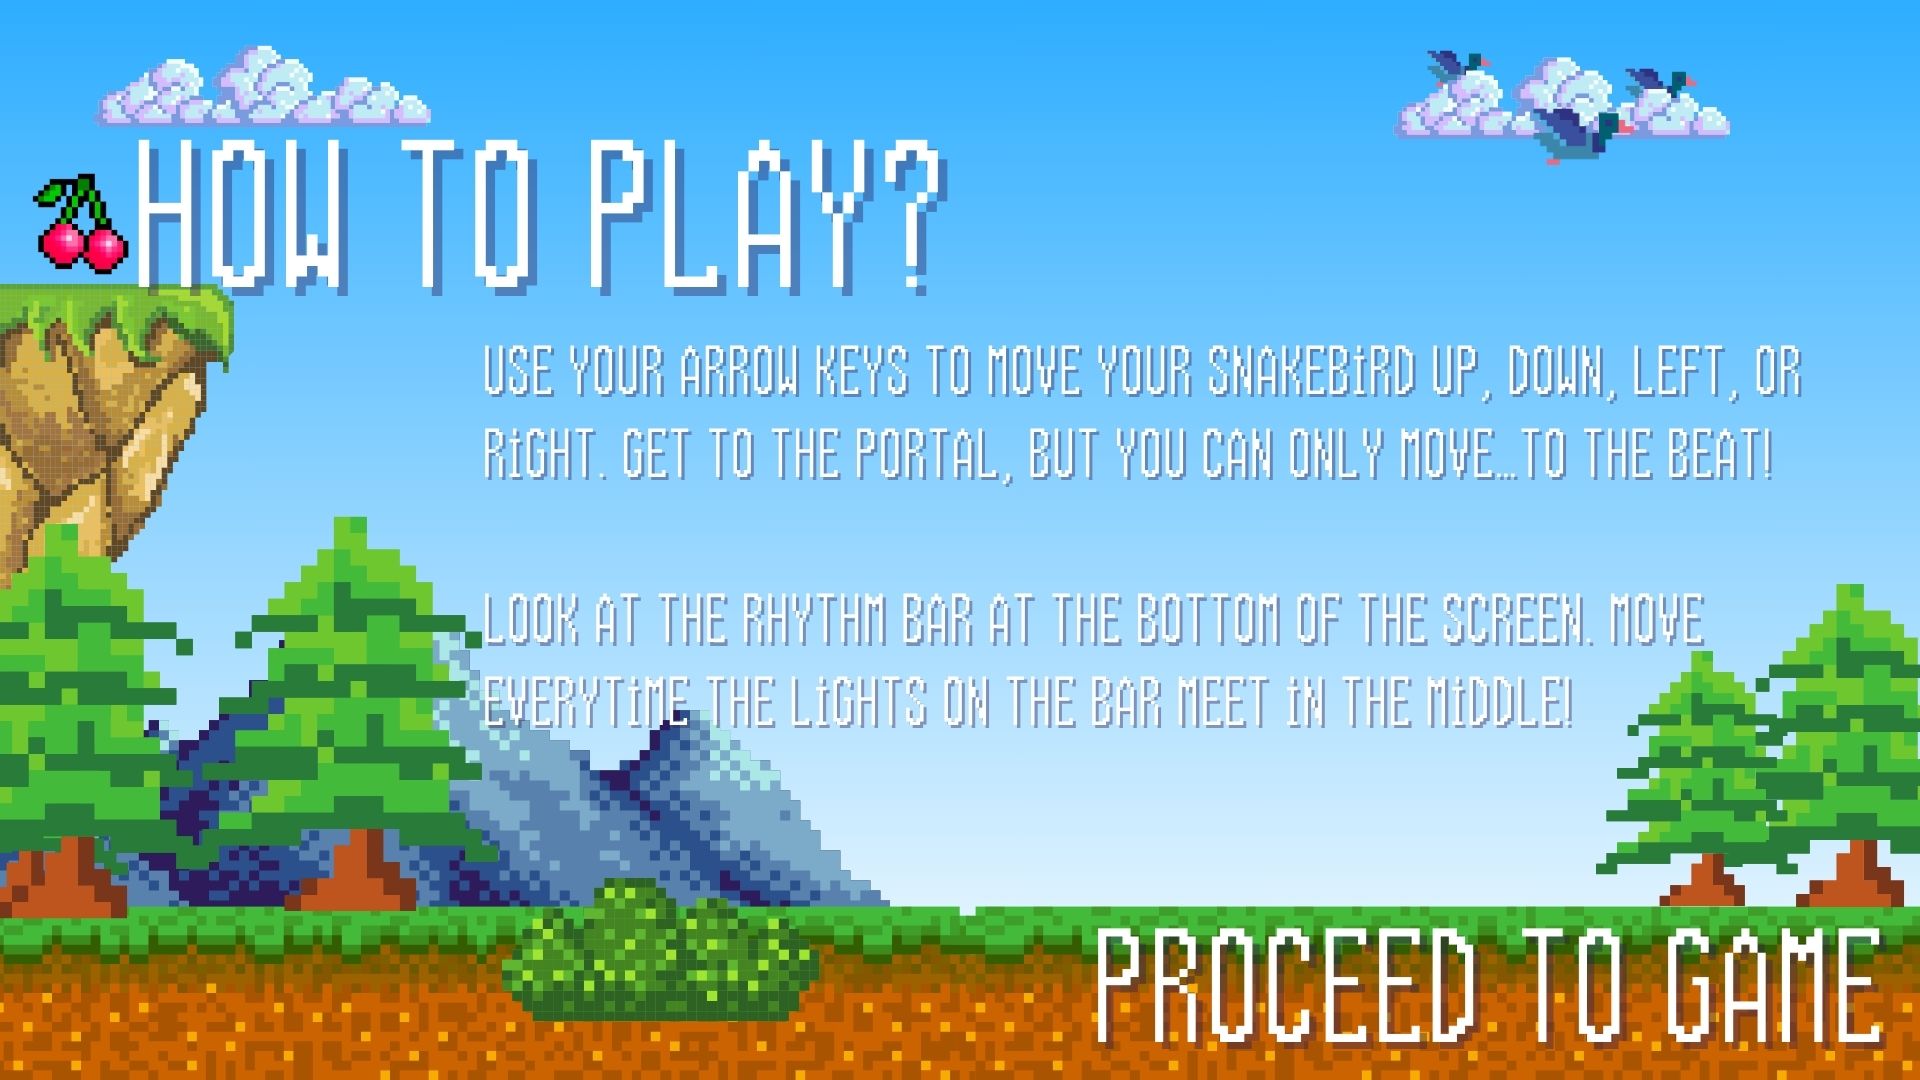 HOW TO PLAY?
USE YOUR ARROW KEYS TO MOVE YOUR SNAKEBiRD UP, DOWN, LEFT, OR
RiGHT. GET TO THE PORTAL, BUT YOU CAN ONLY MOVE...TO THE BEAT!
LOOK AT THE RHYTHM BAR AT THE BOTTOM OF THE SCREEN. MOVE
EVERYTiME THE LiGHTS ON THE BAR MEET iN THE MiDDLE!
PROCEED TO GAME